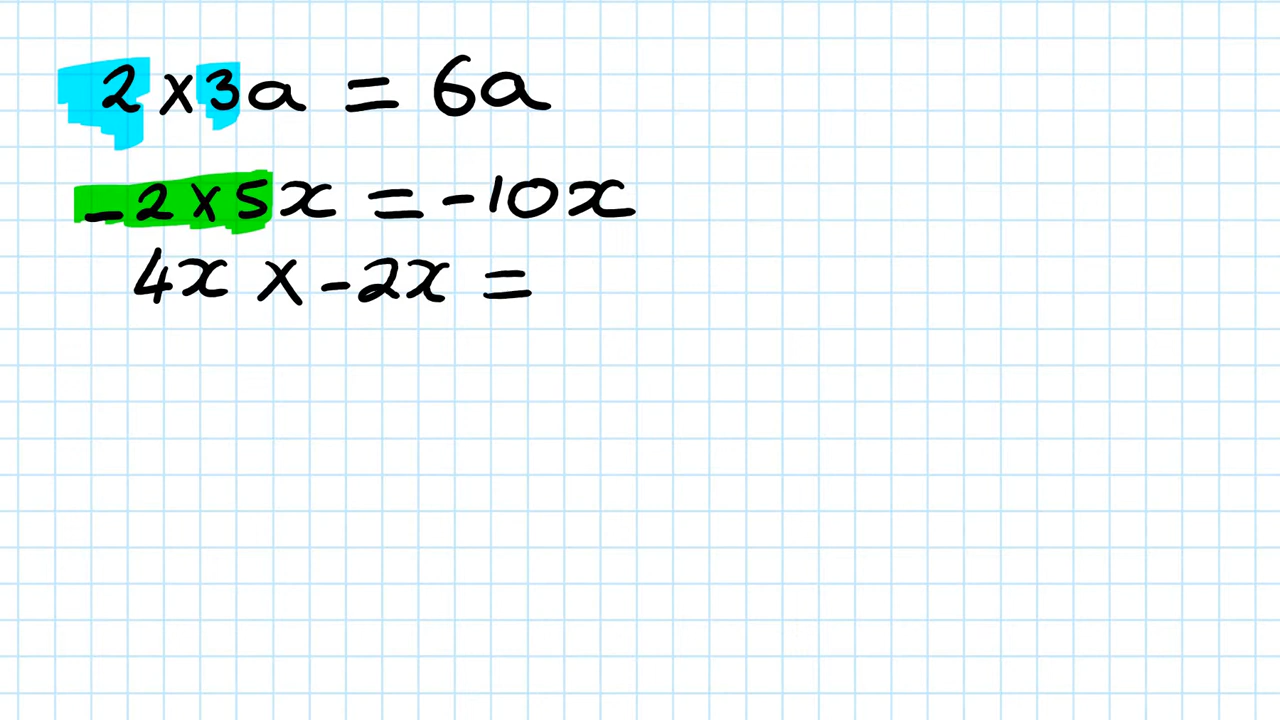 2 × 3a = 6a
-2 × 5x = -10x
4x × -2x =